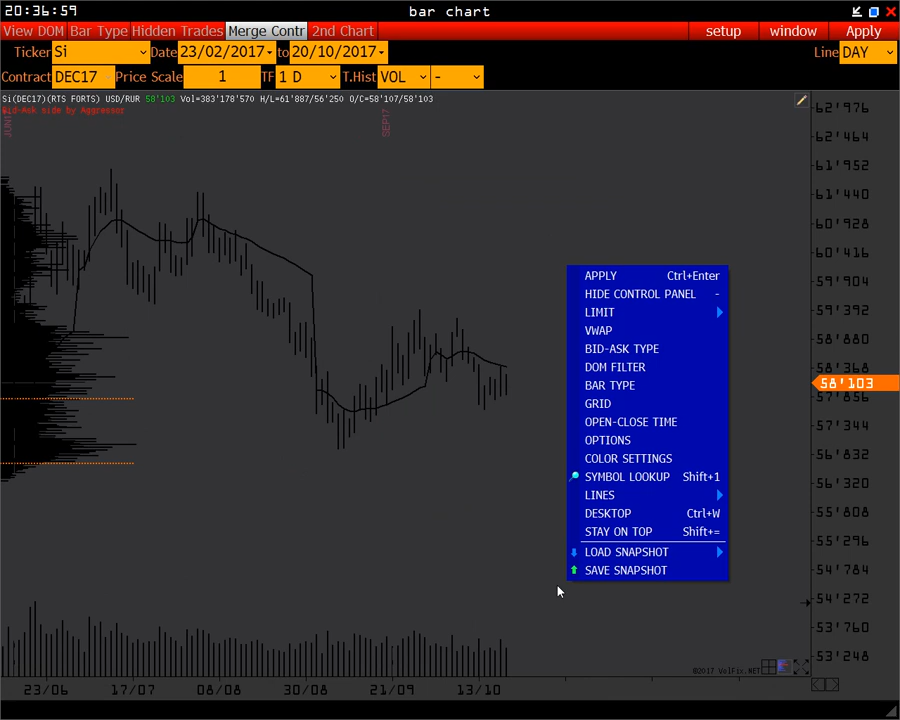 20:36:59 bar chart
View DOM Bar Type Hidden Trades Merge Contr 2nd Chart setup window Apply
Ticker Si Date 23/02/2017 to 20/10/2017 Line DAY
Contract DEC17 Price Scale 1 TF 1 D T.Hist VOL -
Si(DEC17)(RTS FORTS) USD/RUR 58'103 Vol=383'178'570 H/L=61'887/56'250 O/C=58'107/58'103
Bid-Ask side by Aggressor
SEP17
62'976
62'464
61'952
61'440
60'928
60'416
59'904
59'392
58'880
58'368
58'103
57'856
57'344
56'832
56'320
55'808
55'296
54'784
54'272
53'760
53'248
APPLY Ctrl+Enter
HIDE CONTROL PANEL -
LIMIT
VWAP
BID-ASK TYPE
DOM FILTER
BAR TYPE
GRID
OPEN-CLOSE TIME
OPTIONS
COLOR SETTINGS
SYMBOL LOOKUP Shift+1
LINES
DESKTOP Ctrl+W
STAY ON TOP Shift+=
LOAD SNAPSHOT
SAVE SNAPSHOT
©2017 VolFix.NET
23/06 17/07 08/08 30/08 21/09 13/10